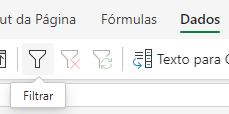 ut da Página Fórmulas Dados
Texto para C
Filtrar